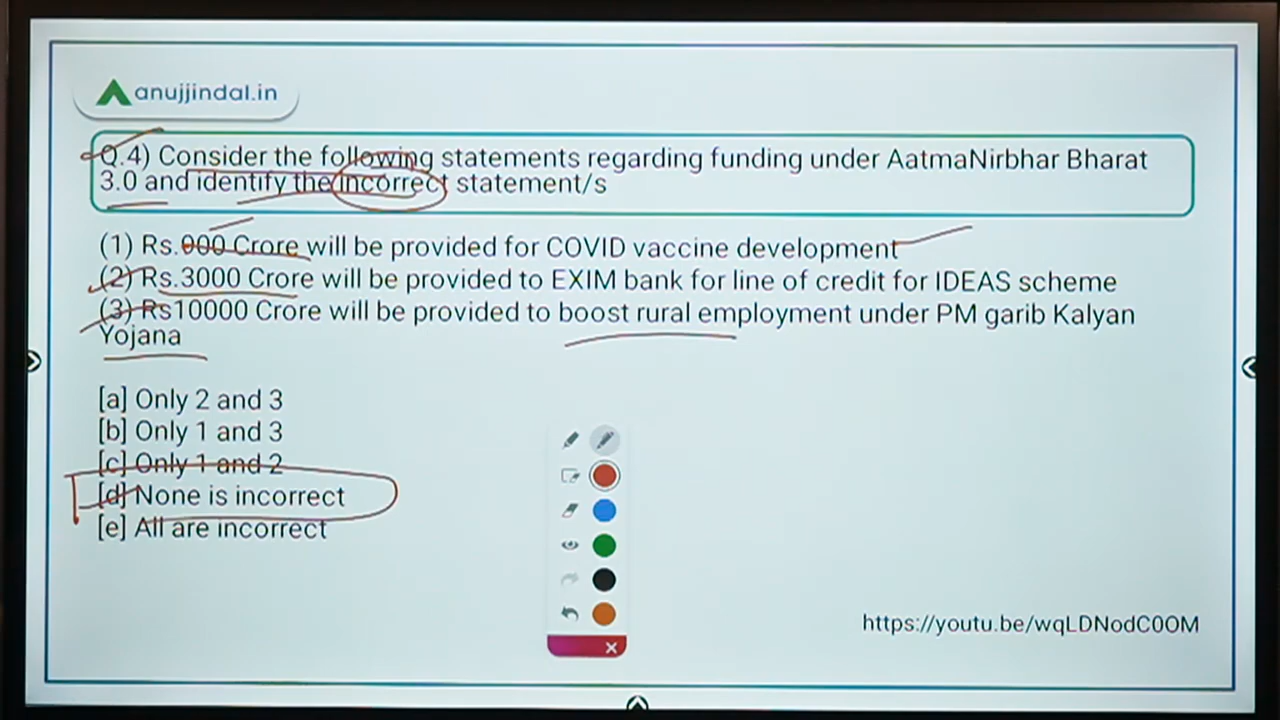 anujjindal.in
Q.4) Consider the following statements regarding funding under AatmaNirbhar Bharat
3.0 and identify the incorrect statement/s
(1) Rs.000 Crore will be provided for COVID vaccine development
(2) Rs.3000 Crore will be provided to EXIM bank for line of credit for IDEAS scheme
(3) Rs10000 Crore will be provided to boost rural employment under PM garib Kalyan
Yojana
[a] Only 2 and 3
[b] Only 1 and 3
[c] Only 1 and 2
[d] None is incorrect
[e] All are incorrect
https://youtu.be/wqLDNodC0OM